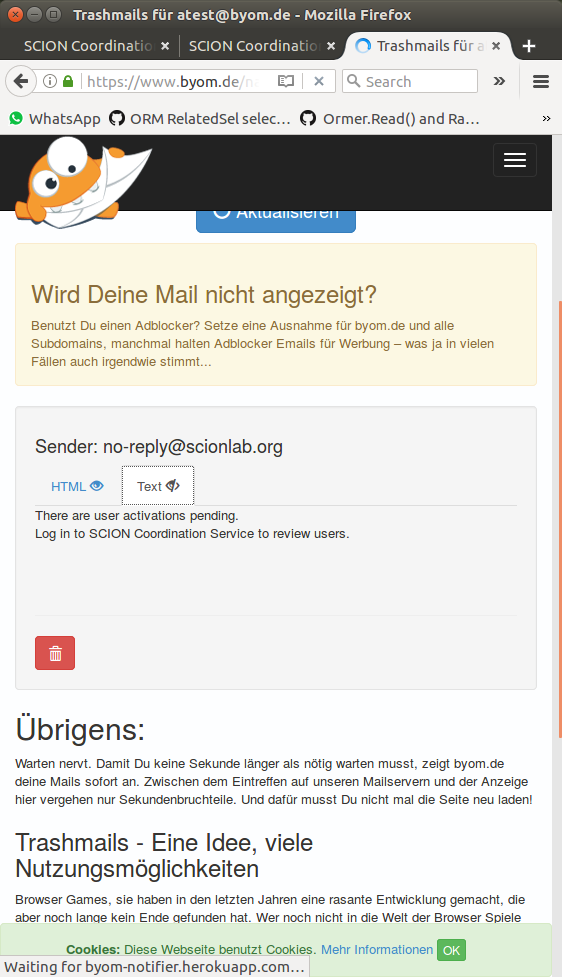 Trashmails für atest@byom.de - Mozilla Firefox
SCION Coordinatio
SCION Coordinatio
Trashmails für a
https://www.byom.de/na
Search
WhatsApp
ORM RelatedSel selec…
Ormer.Read() and Ra…
Aktualisieren
Wird Deine Mail nicht angezeigt?
Benutzt Du einen Adblocker? Setze eine Ausnahme für byom.de und alle
Subdomains, manchmal halten Adblocker Emails für Werbung – was ja in vielen
Fällen auch irgendwie stimmt...
Sender: no-reply@scionlab.org
HTML
Text
There are user activations pending.
Log in to SCION Coordination Service to review users.
Übrigens:
Warten nervt. Damit Du keine Sekunde länger als nötig warten musst, zeigt byom.de
deine Mails sofort an. Zwischen dem Eintreffen auf unseren Mailservern und der Anzeige
hier vergehen nur Sekundenbruchteile. Und dafür musst Du nicht mal die Seite neu laden!
Trashmails - Eine Idee, viele
Nutzungsmöglichkeiten
Browser Games, sie haben in den letzten Jahren eine rasante Entwicklung gemacht, die
aber noch lange kein Ende gefunden hat. Wer noch nicht in die Welt der Browser Spiele
Cookies: Diese Webseite benutzt Cookies. Mehr Informationen OK
Waiting for byom-notifier.herokuapp.com…